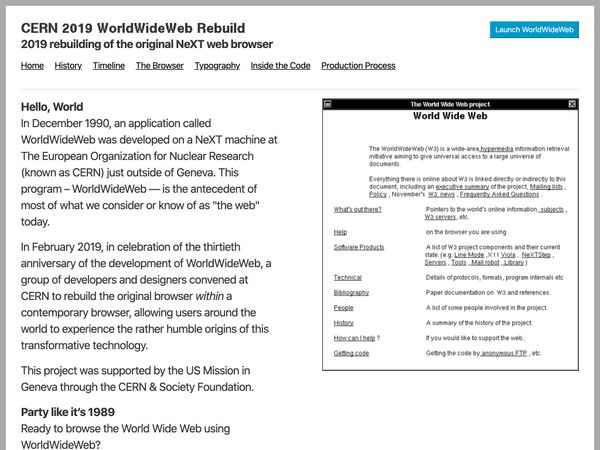 CERN 2019 WorldWideWeb Rebuild
2019 rebuilding of the original NeXT web browser
Launch WorldWideWeb
Home History Timeline The Browser Typography Inside the Code Production Process
Hello, World
In December 1990, an application called
WorldWideWeb was developed on a NeXT machine at
The European Organization for Nuclear Research
(known as CERN) just outside of Geneva. This
program – WorldWideWeb — is the antecedent of
most of what we consider or know of as "the web"
today.
In February 2019, in celebration of the thirtieth
anniversary of the development of WorldWideWeb, a
group of developers and designers convened at
CERN to rebuild the original browser within a
contemporary browser, allowing users around the
world to experience the rather humble origins of this
transformative technology.
This project was supported by the US Mission in
Geneva through the CERN & Society Foundation.
Party like it's 1989
Ready to browse the World Wide Web using
WorldWideWeb?
The World Wide Web project
World Wide Web
The WorldWideWeb (W3) is a wide-area hypermedia information retrieval
initiative aiming to give universal access to a large universe of
documents.
Everything there is online about W3 is linked directly or indirectly to this
document, including an executive summary of the project, Mailing lists ,
Policy , November's W3 news , Frequently Asked Questions .
What's out there? Pointers to the world's online information, subjects ,
W3 servers, etc.
Help on the browser you are using
Software Products A list of W3 project components and their current
state. (e.g. Line Mode ,X11 Viola , NeXTStep ,
Servers , Tools , Mail robot , Library )
Technical Details of protocols, formats, program internals etc
Bibliography Paper documentation on W3 and references.
People A list of some people involved in the project.
History A summary of the history of the project.
How can I help ? If you would like to support the web..
Getting code Getting the code by anonymous FTP , etc.